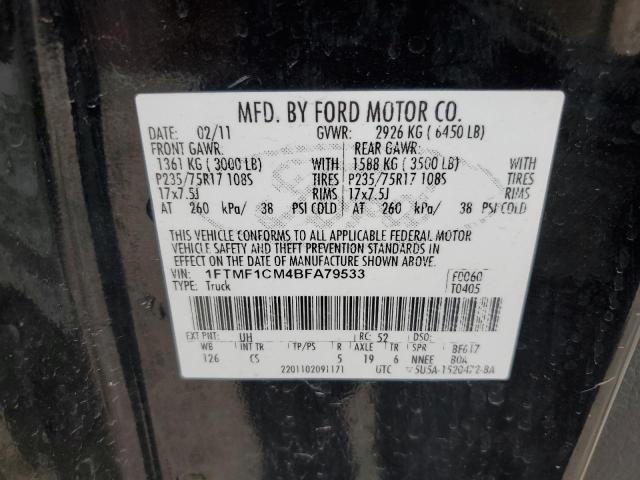 MFD. BY FORD MOTOR CO.
DATE: 02/11 GVWR: 2926 KG ( 6450 LB)
FRONT GAWR: REAR GAWR:
1361 KG ( 3000 LB) WITH 1588 KG ( 3500 LB) WITH
P235/75R17 108S TIRES P235/75R17 108S TIRES
17x7.5J RIMS 17x7.5J RIMS
AT 260 kPa/ 38 PSI COLD AT 260 kPa/ 38 PSI COLD
THIS VEHICLE CONFORMS TO ALL APPLICABLE FEDERAL MOTOR
VEHICLE SAFETY AND THEFT PREVENTION STANDARDS IN
EFFECT ON THE DATE OF MANUFACTURE SHOWN ABOVE.
VIN: 1FTMF1CM4BFA79533 F0060
TYPE: Truck T0405
EXT PNT: UH RC: 52 DSO:
WB INT TR TP/PS R AXLE TR SPR BF617
126 CS 5 19 6 NNEE BOA
2201102091171 UTC 5U5A-1520472-BA